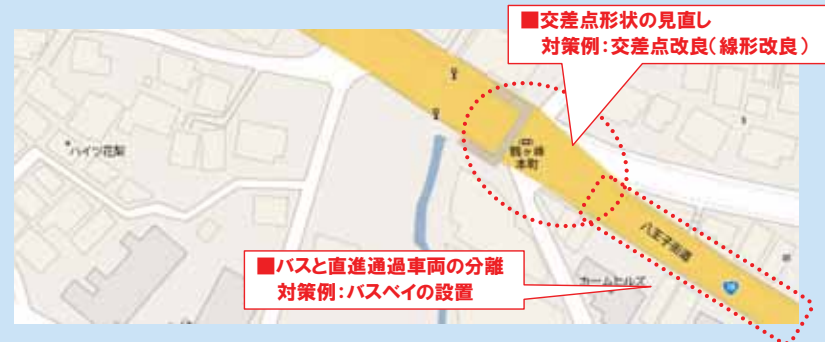 ■交差点形状の見直し
対策例：交差点改良（線形改良）
ハイツ花梨
鶴ヶ峰
本町
八王子街道
■バスと直進通過車両の分離
対策例：バスベイの設置
カームヒルズ
16